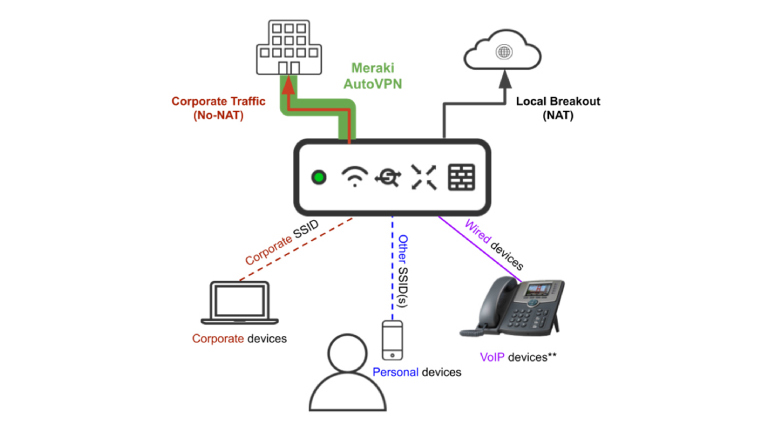 Meraki
AutoVPN
Corporate Traffic
(No-NAT)
Local Breakout
(NAT)
Corporate SSID
Other SSID(s)
Wired devices
Corporate devices
Personal devices
VoIP devices**